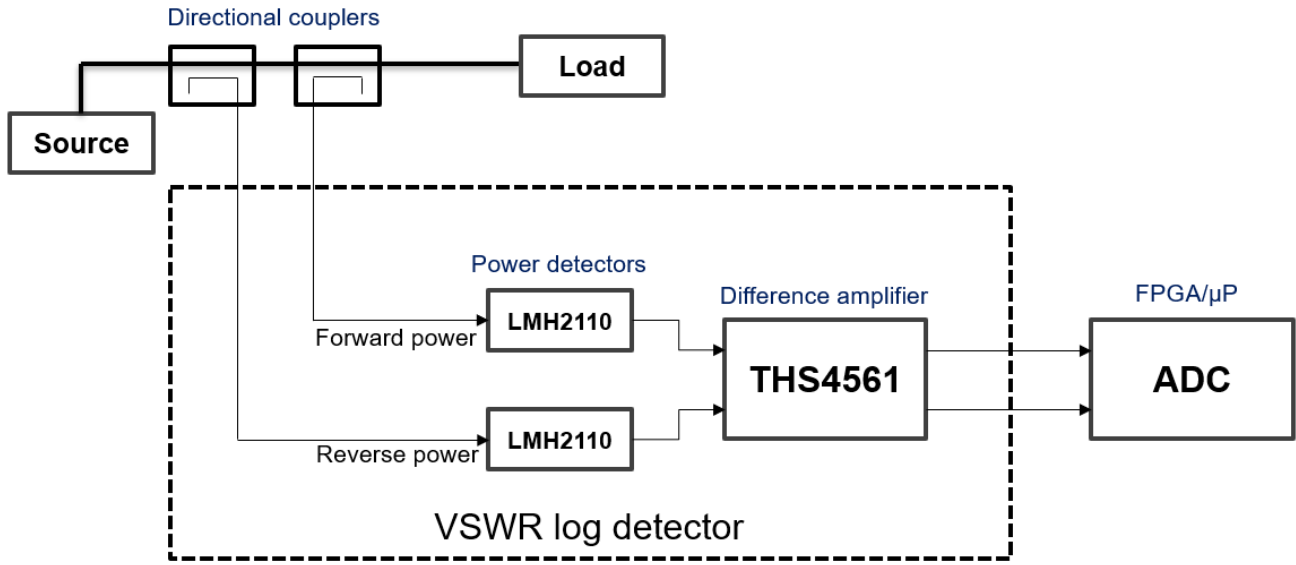 Directional couplers
Load
Source
Power detectors
LMH2110
Forward power
Difference amplifier
THS4561
FPGA/μP
ADC
LMH2110
Reverse power
VSWR log detector